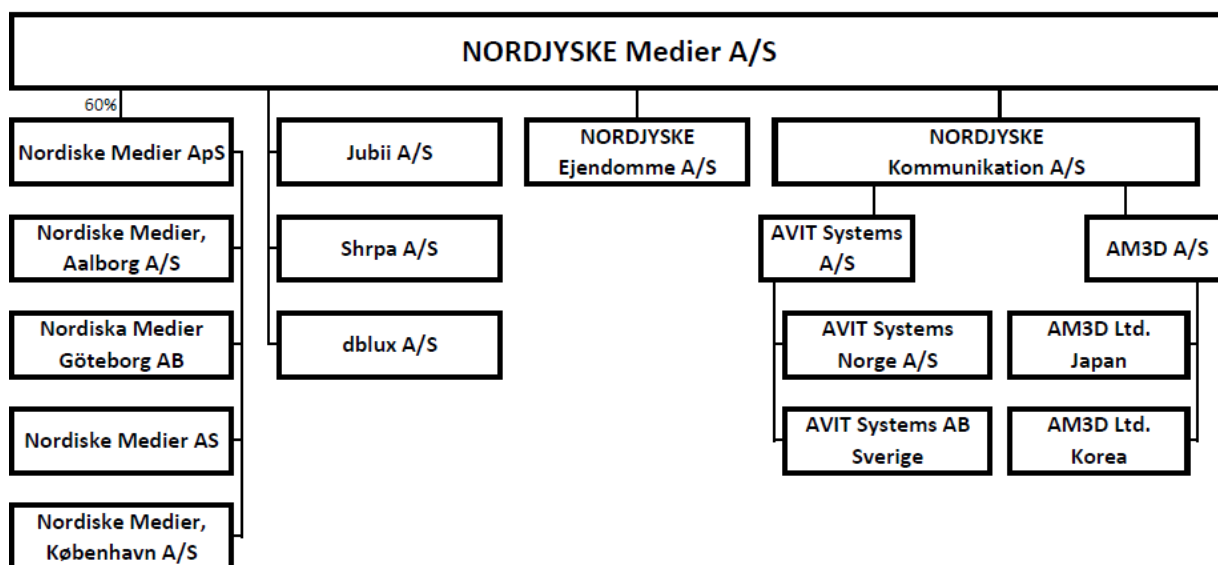 NORDJYSKE Medier A/S
60%
Nordiske Medier ApS
Nordiske Medier,
Aalborg A/S
Nordiska Medier
Göteborg AB
Nordiske Medier AS
Nordiske Medier,
København A/S
Jubii A/S
Shrpa A/S
dblux A/S
NORDJYSKE
Ejendomme A/S
NORDJYSKE
Kommunikation A/S
AVIT Systems
A/S
AVIT Systems
Norge A/S
AVIT Systems AB
Sverige
AM3D A/S
AM3D Ltd.
Japan
AM3D Ltd.
Korea